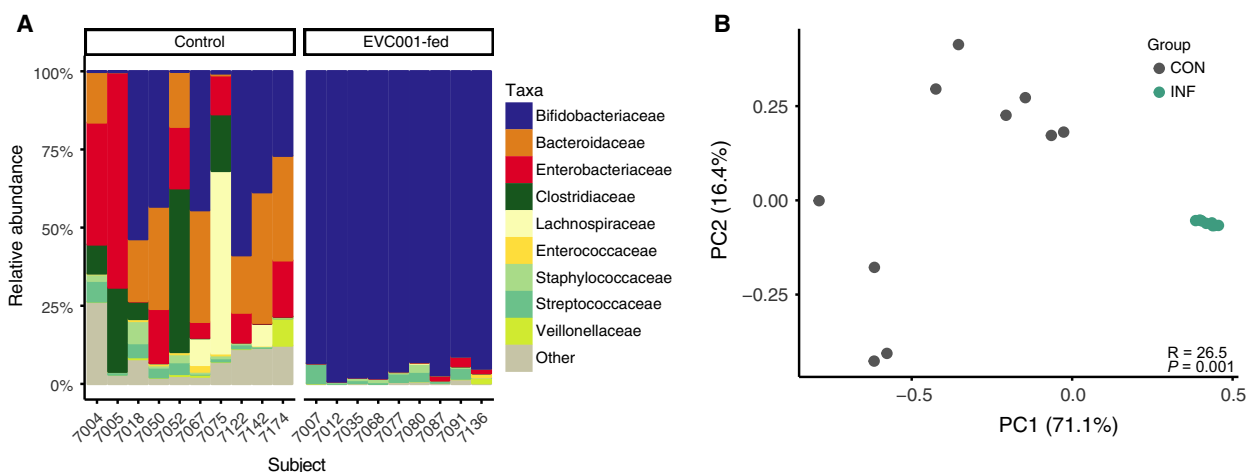 A
Control
EVC001-fed
100%
75%
50%
25%
0%
Relative abundance
7004
7005
7018
7050
7052
7067
7075
7122
7142
7174
7007
7012
7035
7068
7077
7080
7087
7091
7136
Subject
Taxa
Bifidobacteriaceae
Bacteroidaceae
Enterobacteriaceae
Clostridiaceae
Lachnospiraceae
Enterococcaceae
Staphylococcaceae
Streptococcaceae
Veillonellaceae
Other
B
Group
CON
INF
0.25
0.00
−0.25
PC2 (16.4%)
R = 26.5
P = 0.001
−0.5
0.0
0.5
PC1 (71.1%)